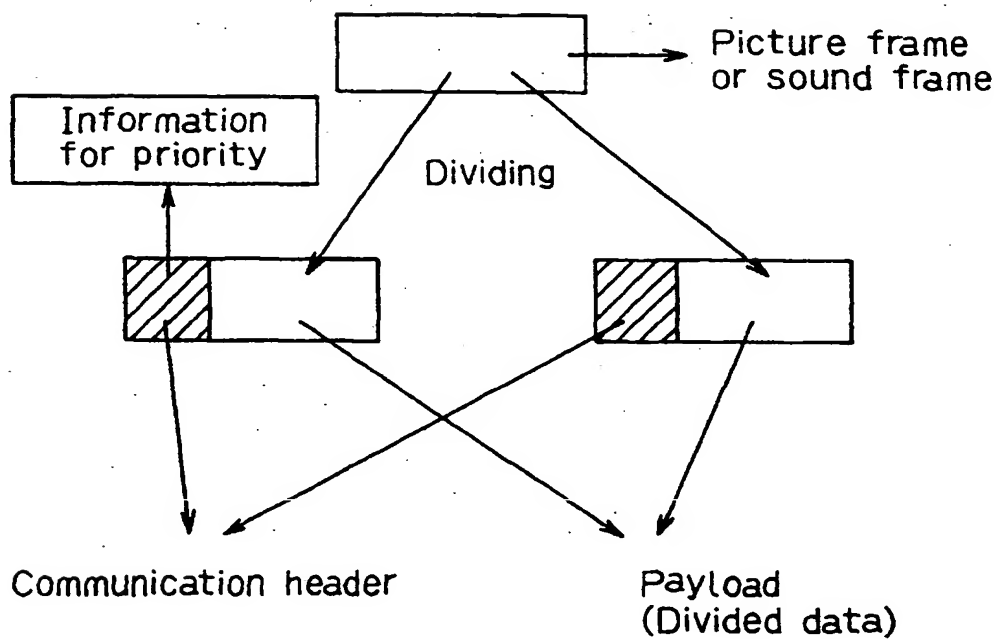 Picture frame
or sound frame
Information
for priority
Dividing
Communication header
Payload
(Divided data)